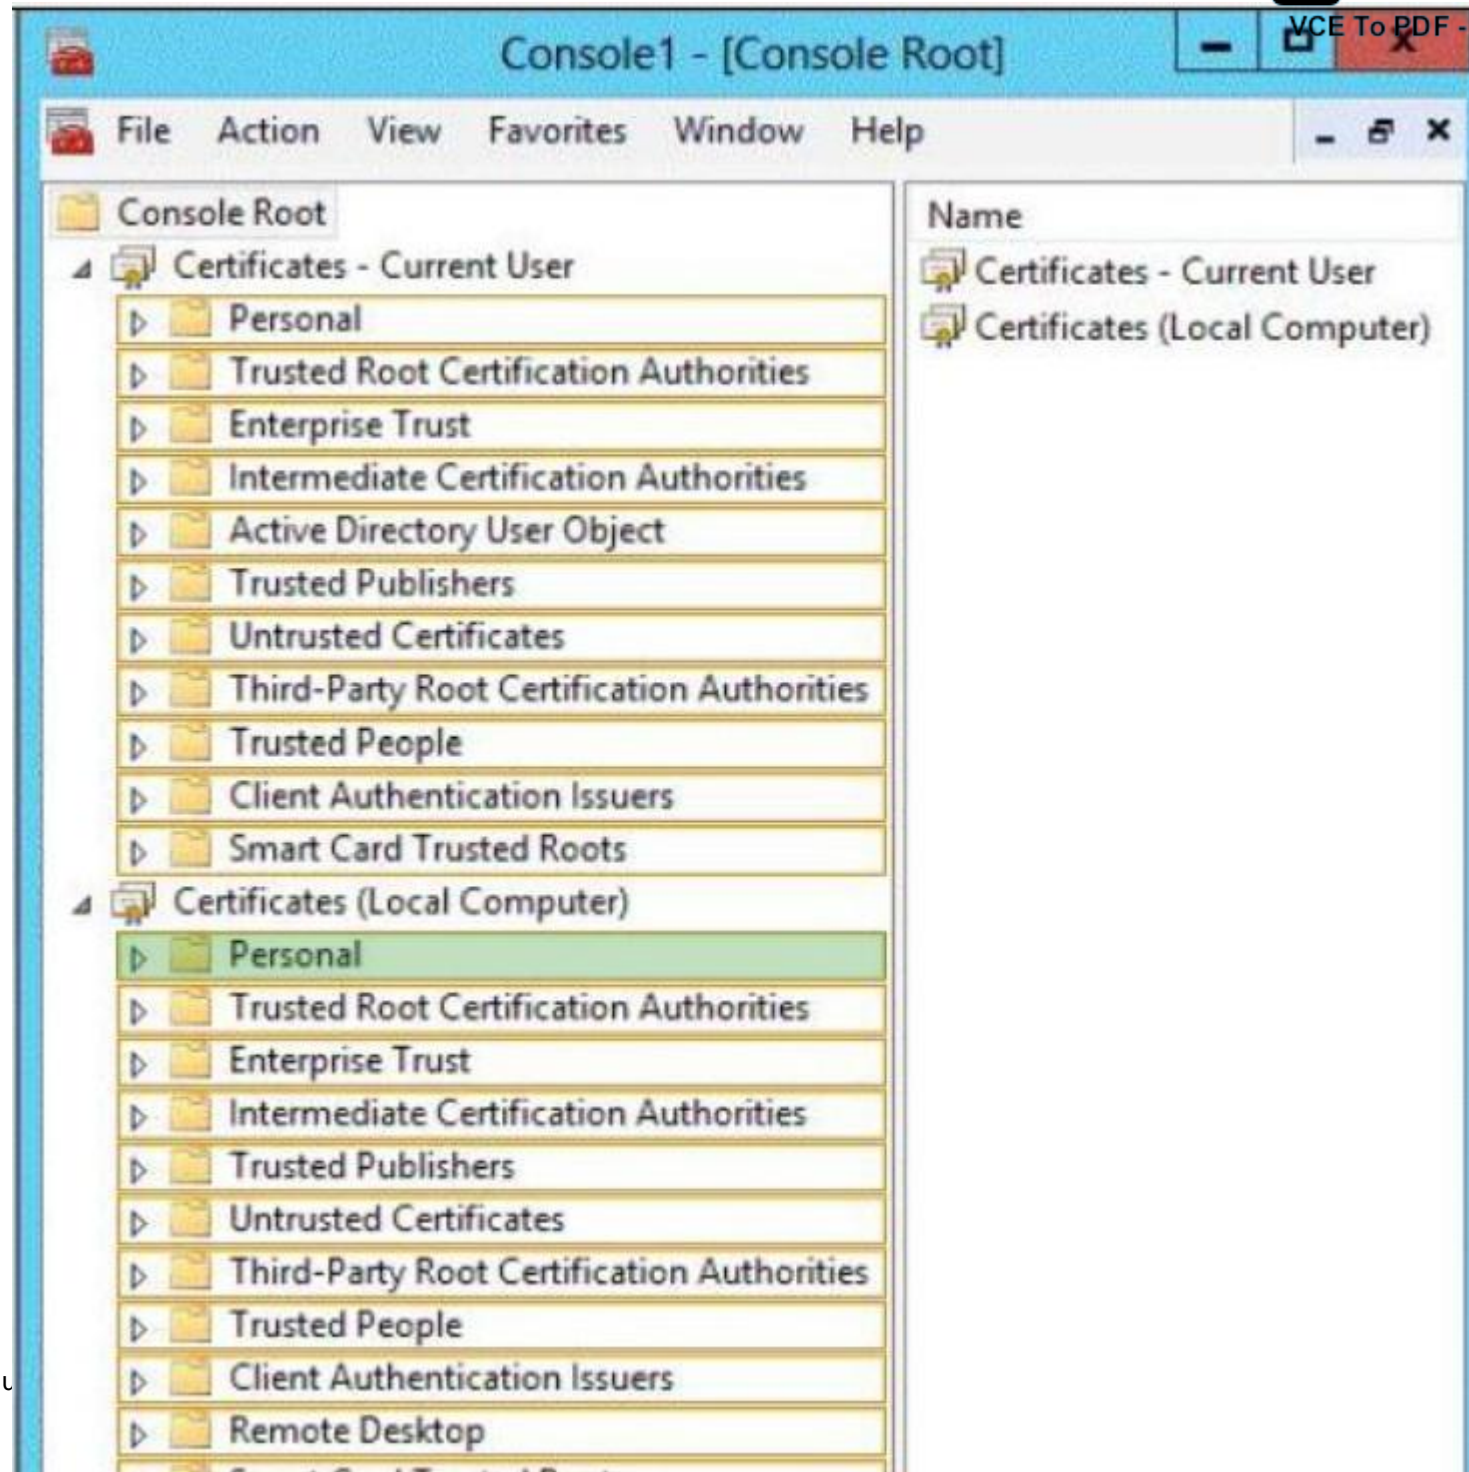 VCE To PDF -
Console1 - [Console Root]
File Action View Favorites Window Help
Console Root
Certificates - Current User
Personal
Trusted Root Certification Authorities
Enterprise Trust
Intermediate Certification Authorities
Active Directory User Object
Trusted Publishers
Untrusted Certificates
Third-Party Root Certification Authorities
Trusted People
Client Authentication Issuers
Smart Card Trusted Roots
Certificates (Local Computer)
Personal
Trusted Root Certification Authorities
Enterprise Trust
Intermediate Certification Authorities
Trusted Publishers
Untrusted Certificates
Third-Party Root Certification Authorities
Trusted People
Client Authentication Issuers
Remote Desktop
Name
Certificates - Current User
Certificates (Local Computer)